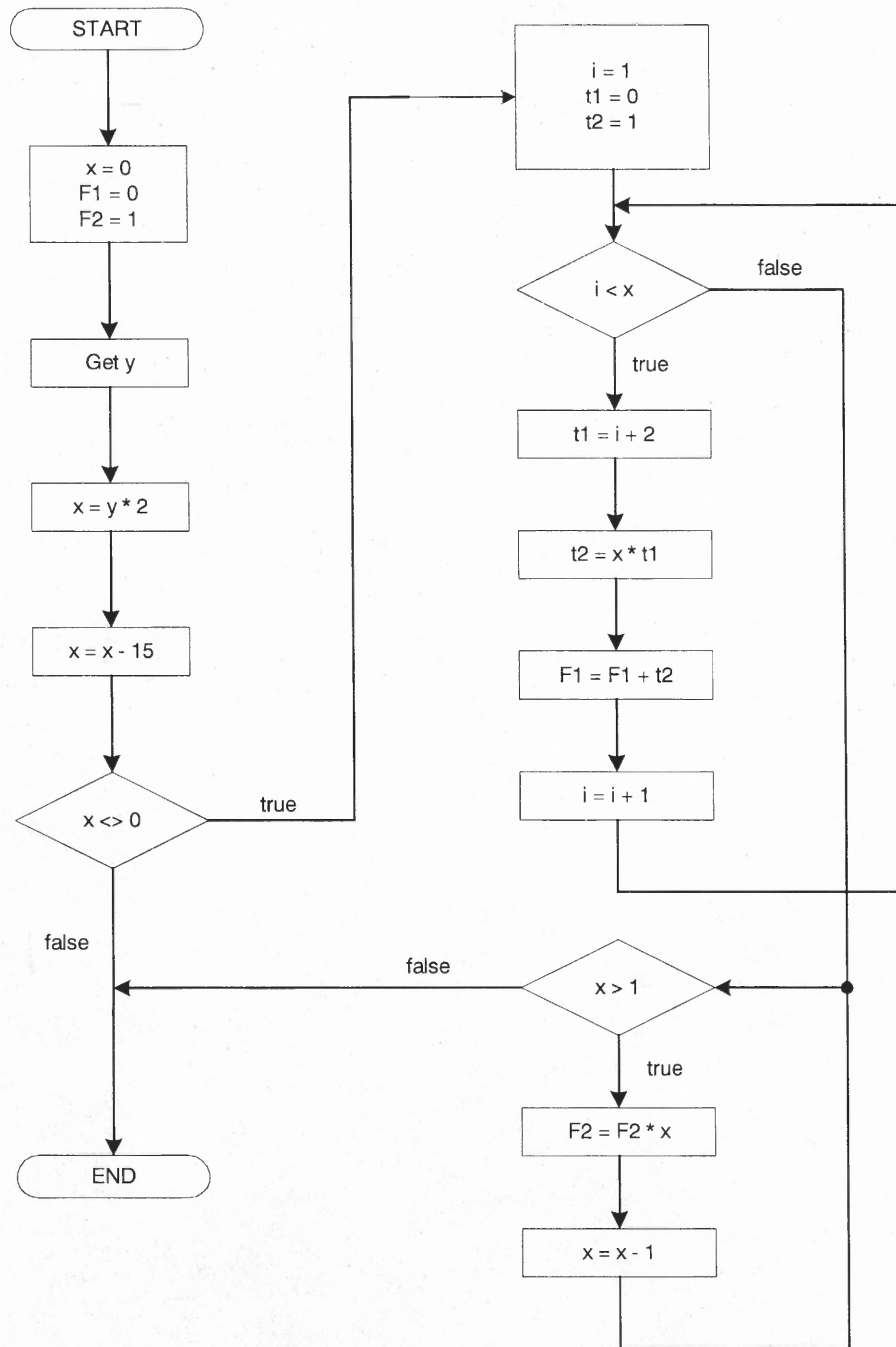 START
x = 0
F1 = 0
F2 = 1
Get y
x = y * 2
x = x - 15
x <> 0
true
false
END
i = 1
t1 = 0
t2 = 1
i < x
false
true
t1 = i + 2
t2 = x * t1
F1 = F1 + t2
i = i + 1
x > 1
false
true
F2 = F2 * x
x = x - 1